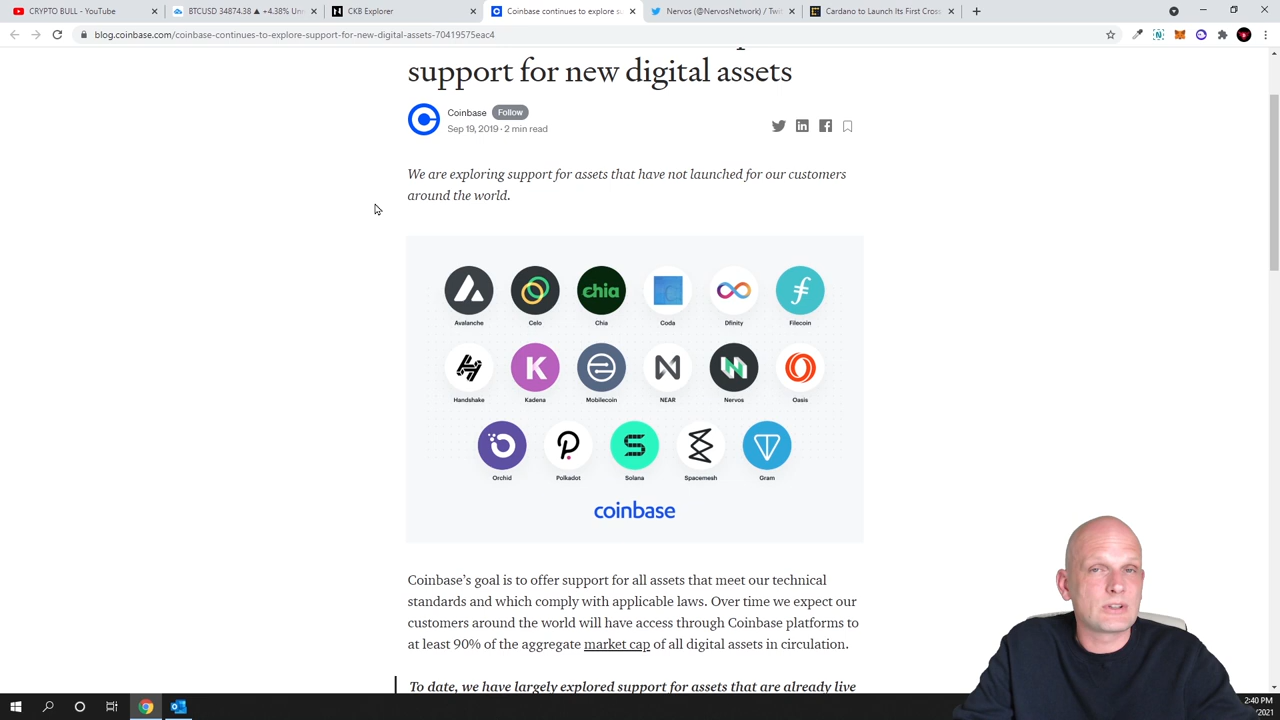 CRYPTO BULL - YouTube
BTCUSD 34874.38 ▲ +4.38% Un
CKB Explorer
Coinbase continues to explore s
Nervos (@NervosNetwork) / Twit
Cardano to Launch Its First Cross
blog.coinbase.com/coinbase-continues-to-explore-support-for-new-digital-assets-70419575eac4
support for new digital assets
Coinbase Follow
Sep 19, 2019 · 2 min read
We are exploring support for assets that have not launched for our customers
around the world.
chia
Avalanche Celo Chia Coda Dfinity Filecoin
Handshake Kadena Mobilecoin NEAR Nervos Oasis
Orchid Polkadot Solana Spacemesh Gram
coinbase
Coinbase's goal is to offer support for all assets that meet our technical
standards and which comply with applicable laws. Over time we expect our
customers around the world will have access through Coinbase platforms to
at least 90% of the aggregate market cap of all digital assets in circulation.
To date, we have largely explored support for assets that are already live
2:40 PM
/2021